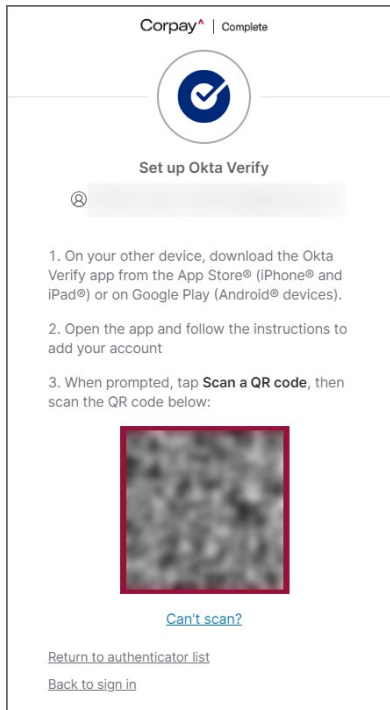 Corpay^ | Complete
Set up Okta Verify
1. On your other device, download the Okta
Verify app from the App Store® (iPhone® and
iPad®) or on Google Play (Android® devices).
2. Open the app and follow the instructions to
add your account
3. When prompted, tap Scan a QR code, then
scan the QR code below:
Can't scan?
Return to authenticator list
Back to sign in